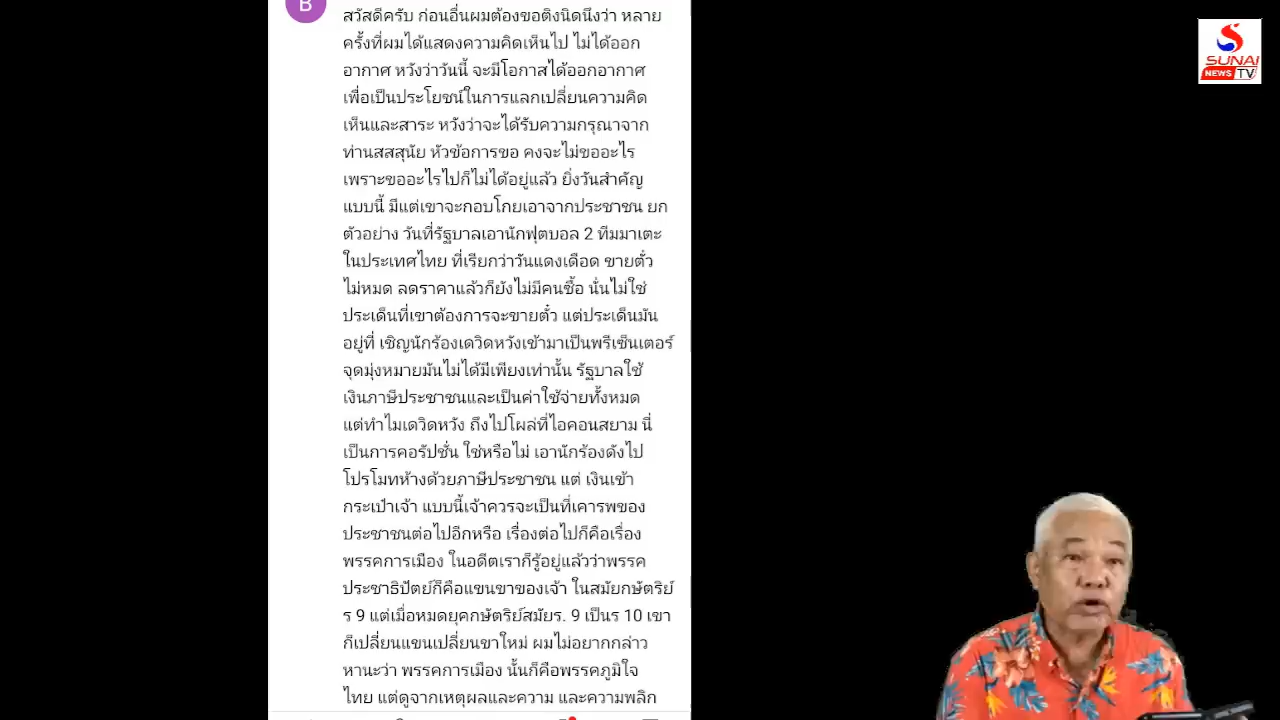 B
สวัสดีครับ ก่อนอื่นผมต้องขอติงนิดนึงว่า หลาย
ครั้งที่ผมได้แสดงความคิดเห็นไป ไม่ได้ออก
อากาศ หวังว่าวันนี้ จะมีโอกาสได้ออกอากาศ
เพื่อเป็นประโยชน์ในการแลกเปลี่ยนความคิด
เห็นและสาระ หวังว่าจะได้รับความกรุณาจาก
ท่านสสสุนัย หัวข้อการขอ คงจะไม่ขออะไร
เพราะขออะไรไปก็ไม่ได้อยู่แล้ว ยิ่งวันสำคัญ
แบบนี้ มีแต่เขาจะกอบโกยเอาจากประชาชน ยก
ตัวอย่าง วันที่รัฐบาลเอานักฟุตบอล 2 ทีมมาเตะ
ในประเทศไทย ที่เรียกว่าวันแดงเดือด ขายตั๋ว
ไม่หมด ลดราคาแล้วก็ยังไม่มีคนซื้อ นั่นไม่ใช่
ประเด็นที่เขาต้องการจะขายตั๋ว แต่ประเด็นมัน
อยู่ที่ เชิญนักร้องเดวิดหวังเข้ามาเป็นพรีเซ็นเตอร์
จุดมุ่งหมายมันไม่ได้มีเพียงเท่านั้น รัฐบาลใช้
เงินภาษีประชาชนและเป็นค่าใช้จ่ายทั้งหมด
แต่ทำไมเดวิดหวัง ถึงไปโผล่ที่ไอคอนสยาม นี่
เป็นการคอรัปชั่น ใช่หรือไม่ เอานักร้องดังไป
โปรโมทห้างด้วยภาษีประชาชน แต่ เงินเข้า
กระเป๋าเจ้า แบบนี้เจ้าควรจะเป็นที่เคารพของ
ประชาชนต่อไปอีกหรือ เรื่องต่อไปก็คือเรื่อง
พรรคการเมือง ในอดีตเราก็รู้อยู่แล้วว่าพรรค
ประชาธิปัตย์ก็คือแขนขาของเจ้า ในสมัยกษัตริย์
ร 9 แต่เมื่อหมดยุคกษัตริย์สมัยร. 9 เป็นร 10 เขา
ก็เปลี่ยนแขนเปลี่ยนขาใหม่ ผมไม่อยากกล่าว
หานะว่า พรรคการเมือง นั้นก็คือพรรคภูมิใจ
ไทย แต่ดูจากเหตุผลและความ และความพลิก
SUNAI
NEWS TV